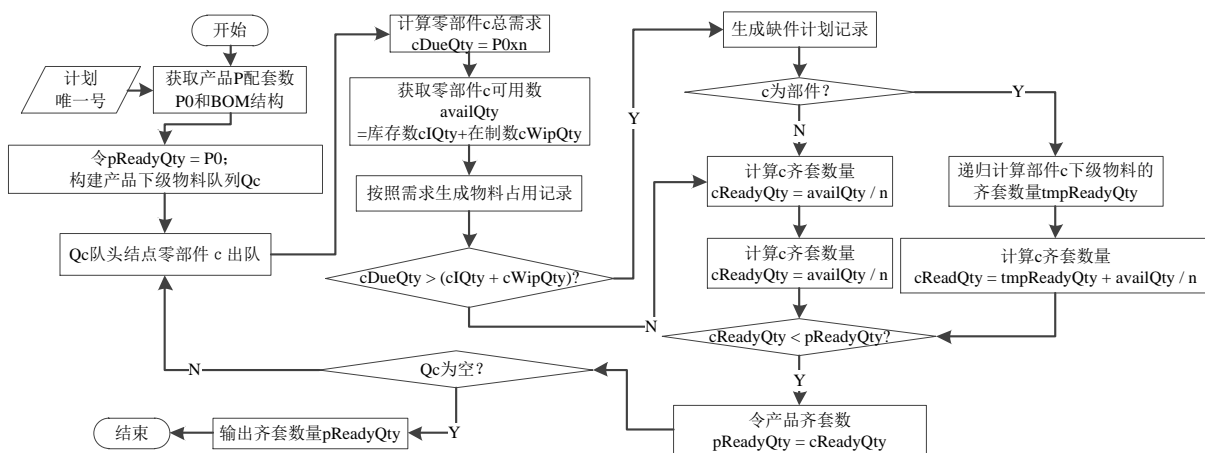 开始
计划
唯一号
获取产品P配套数
P0和BOM结构
令pReadyQty = P0；
构建产品下级物料队列Qc
Qc队头结点零部件 c 出队
计算零部件c总需求
cDueQty = P0xn
获取零部件c可用数
availQty
=库存数cIQty+在制数cWipQty
按照需求生成物料占用记录
cDueQty > (cIQty + cWipQty)?
Y
N
生成缺件计划记录
c为部件？
Y
N
计算c齐套数量
cReadyQty = availQty / n
递归计算部件c下级物料的
齐套数量tmpReadyQty
计算c齐套数量
cReadyQty = availQty / n
计算c齐套数量
cReadQty = tmpReadyQty + availQty / n
cReadyQty < pReadyQty?
Y
令产品齐套数
pReadyQty = cReadyQty
Qc为空？
N
Y
输出齐套数量pReadyQty
结束